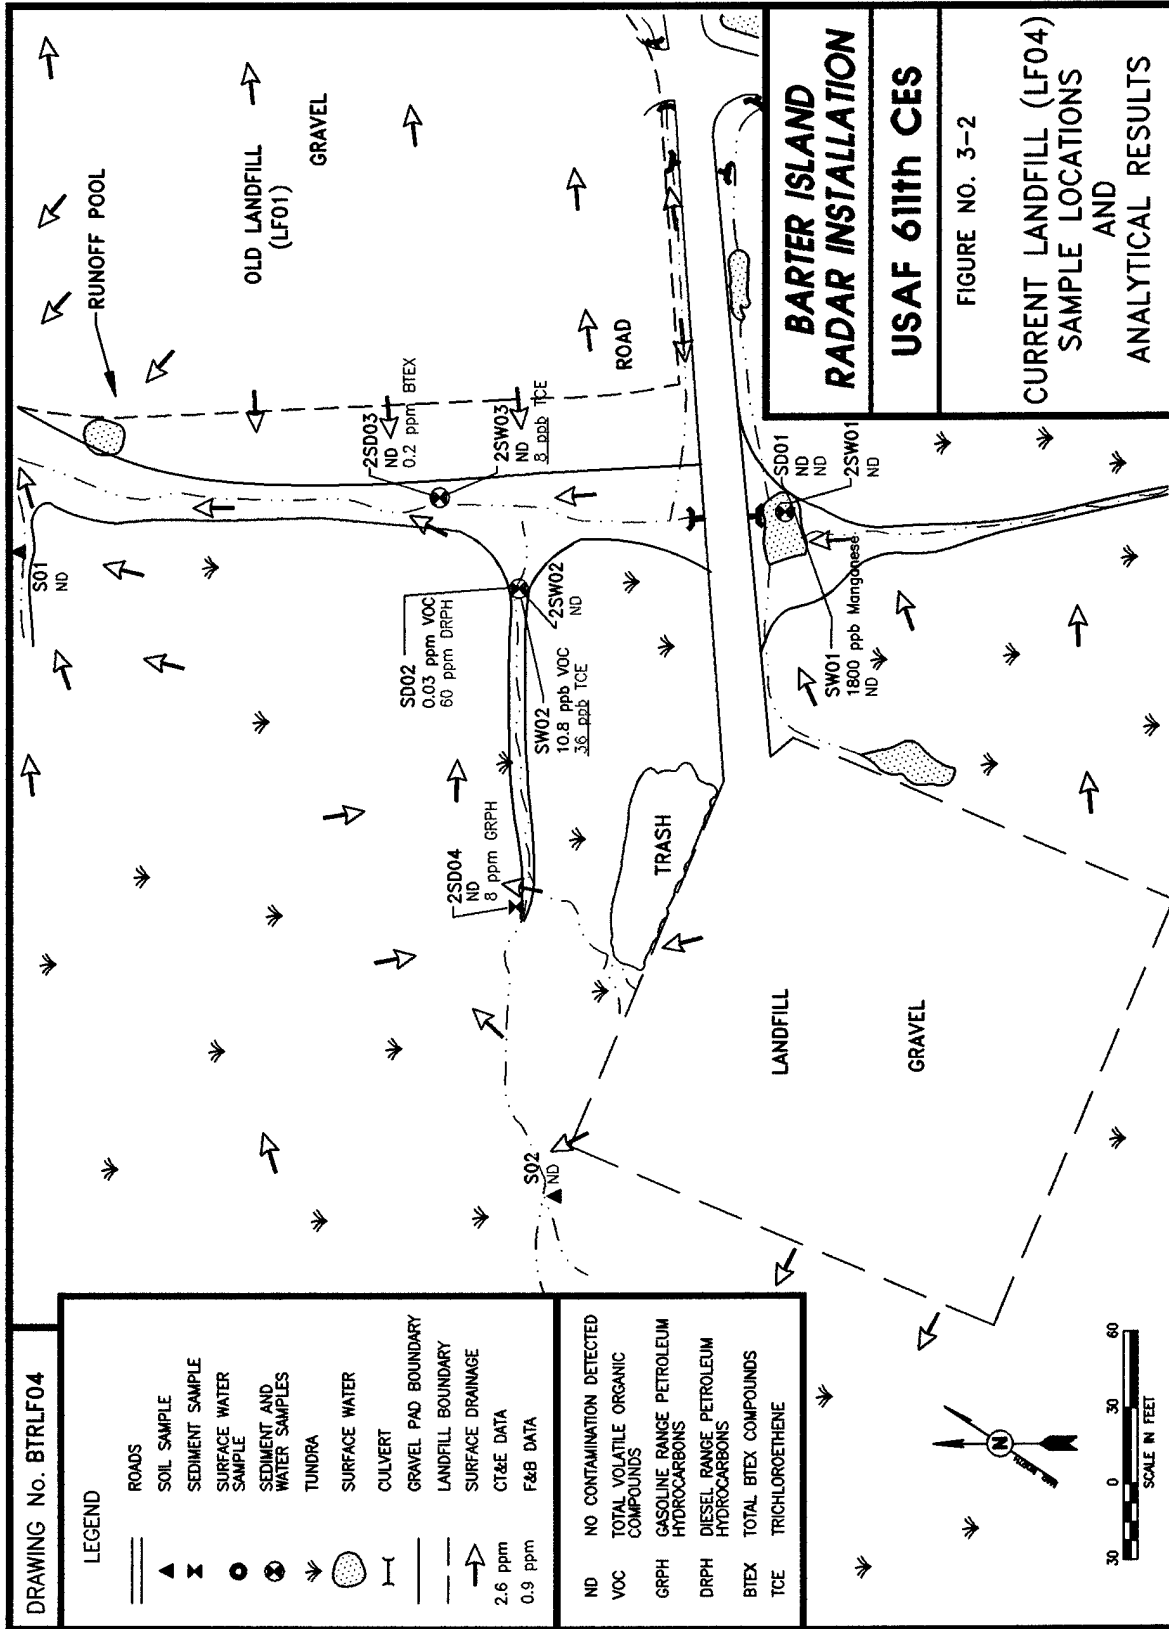 DRAWING No. BTRLF04
LEGEND
ROADS
SOIL SAMPLE
SEDIMENT SAMPLE
SURFACE WATER
SAMPLE
SEDIMENT AND
WATER SAMPLES
TUNDRA
SURFACE WATER
CULVERT
GRAVEL PAD BOUNDARY
LANDFILL BOUNDARY
SURFACE DRAINAGE
2.6 ppm CT&E DATA
0.9 ppm F&B DATA
ND NO CONTAMINATION DETECTED
VOC TOTAL VOLATILE ORGANIC
COMPOUNDS
GRPH GASOLINE RANGE PETROLEUM
HYDROCARBONS
DRPH DIESEL RANGE PETROLEUM
HYDROCARBONS
BTEX TOTAL BTEX COMPOUNDS
TCE TRICHLOROETHENE
S01
ND
RUNOFF POOL
OLD LANDFILL
(LF01)
GRAVEL
2SD03
ND
0.2 ppm BTEX
2SW03
ND
8 ppb TCE
SD02
0.03 ppm VOC
60 ppm DRPH
2SW02
ND
SW02
10.8 ppb VOC
36 ppb TCE
2SD04
ND
8 ppm GRPH
S02
ND
TRASH
ROAD
SD01
ND
ND
2SW01
ND
SW01
1800 ppb Manganese
ND
LANDFILL
GRAVEL
N
30 0 30 60
SCALE IN FEET
BARTER ISLAND
RADAR INSTALLATION
USAF 611th CES
FIGURE NO. 3-2
CURRENT LANDFILL (LF04)
SAMPLE LOCATIONS
AND
ANALYTICAL RESULTS